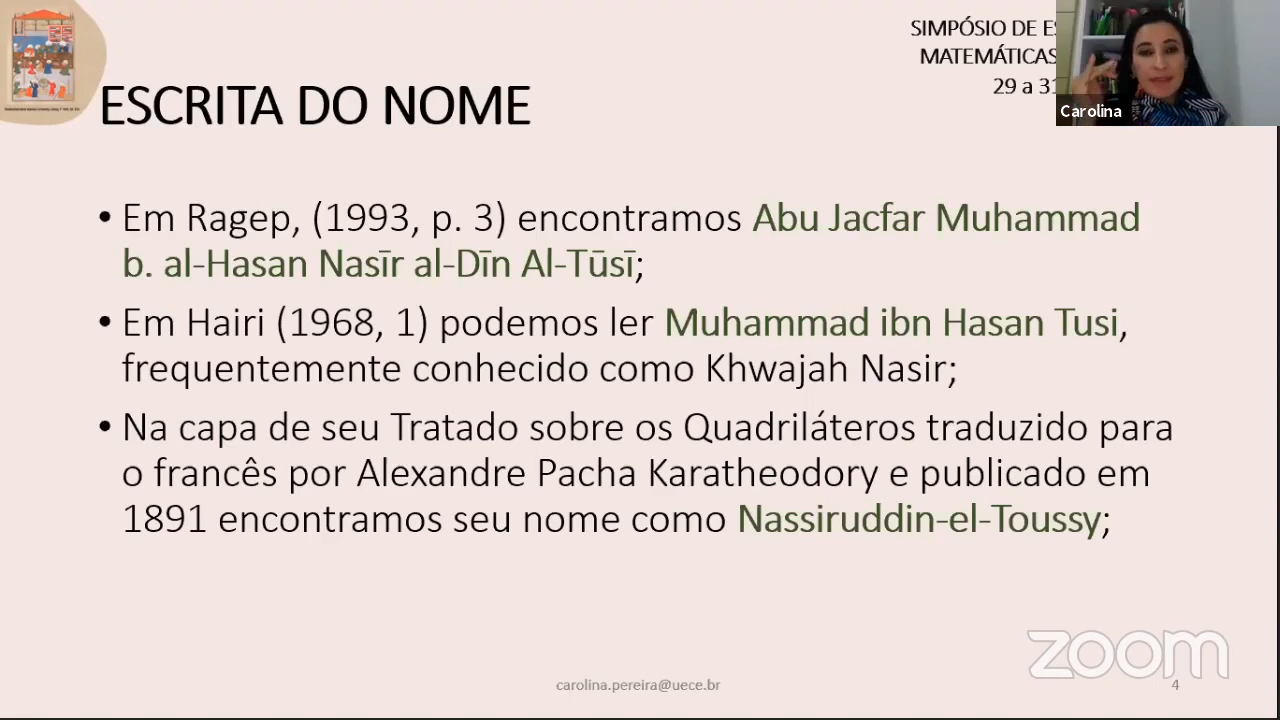 SIMPÓSIO DE
MATEMÁTICAS
29 a 31
Carolina
ESCRITA DO NOME
• Em Ragep, (1993, p. 3) encontramos Abu Jacfar Muhammad
b. al-Hasan Nasīr al-Dīn Al-Tūsī;
• Em Hairi (1968, 1) podemos ler Muhammad ibn Hasan Tusi,
frequentemente conhecido como Khwajah Nasir;
• Na capa de seu Tratado sobre os Quadriláteros traduzido para
o francês por Alexandre Pacha Karatheodory e publicado em
1891 encontramos seu nome como Nassiruddin-el-Toussy;
zoom
carolina.pereira@uece.br
4